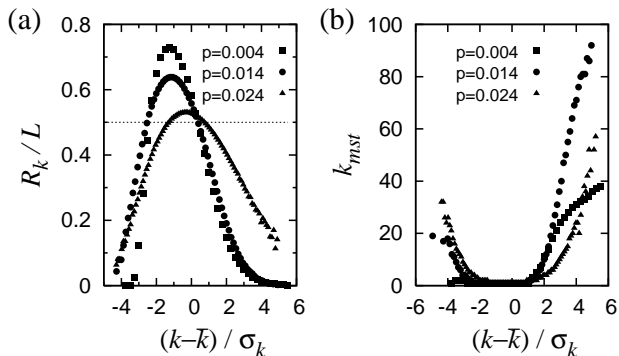 (a)
0.8
0.6
0.4
0.2
0
R_k / L
p=0.004
p=0.014
p=0.024
-4 -2 0 2 4 6
(k–k̄) / σ_k
(b)
100
80
60
40
20
0
k_mst
p=0.004
p=0.014
p=0.024
-4 -2 0 2 4 6
(k–k̄) / σ_k